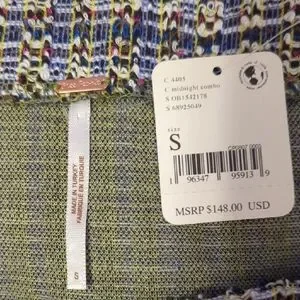 C 4405
C midnight combo
S OB1542178
S 68925049
SIZE
S
1 96347 95913 9
MSRP $148.00 USD
MADE IN TURKEY
FABRIQUÉ EN TURQUIE
S